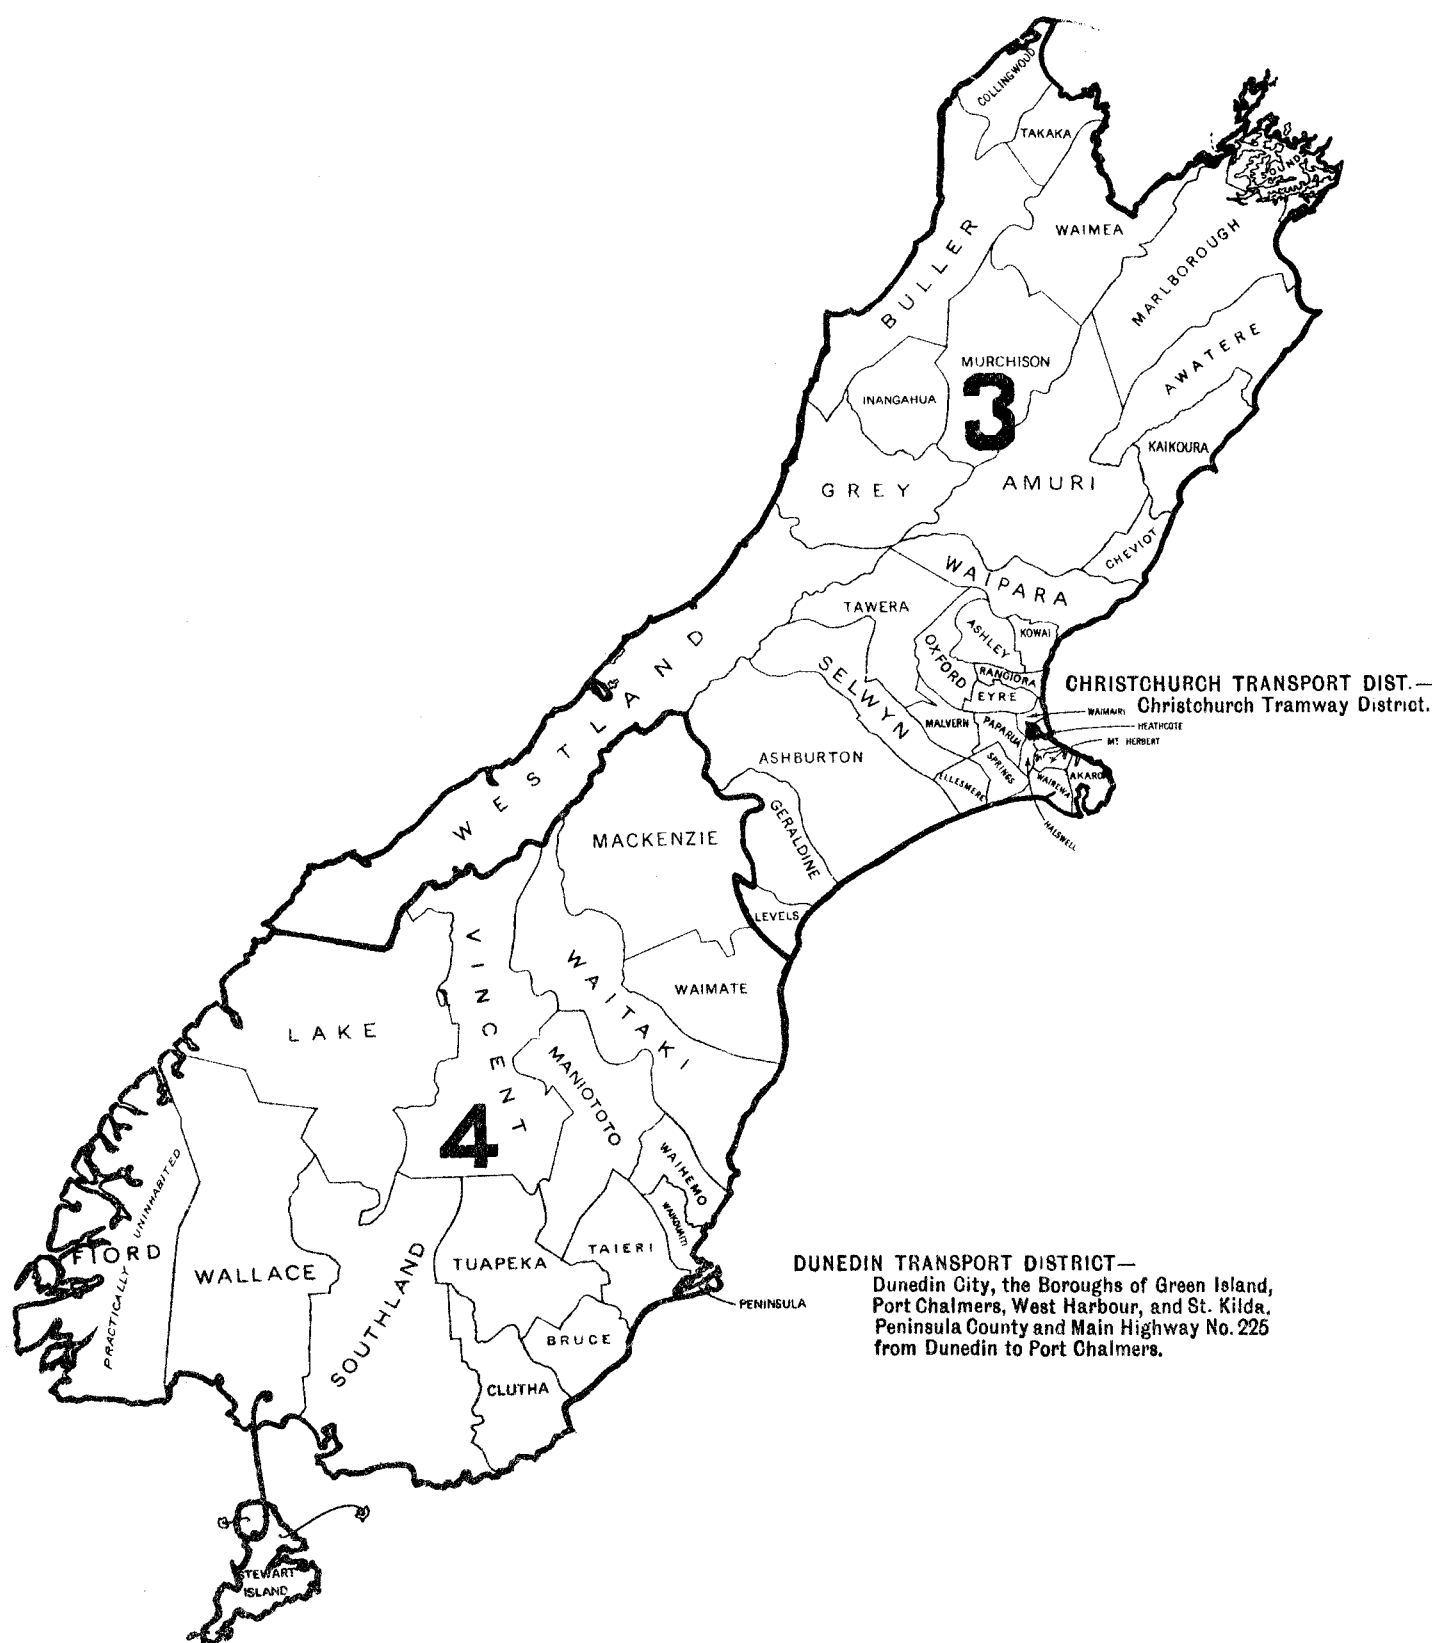 COLLINGWOOD
TAKAKA
SOUNDS
WAIMEA
MARLBOROUGH
BULLER
AWATERE
MURCHISON
3
INANGAHUA
KAIKOURA
AMURI
GREY
CHEVIOT
WAIPARA
TAWERA
ASHLEY
KOWAI
OXFORD
RANGIORA
EYRE
SELWYN
WESTLAND
CHRISTCHURCH TRANSPORT DIST.—
Christchurch Tramway District.
WAIMAIRI
HEATHCOTE
MT HERBERT
MALVERN
PAPARUA
SPRINGS
ELLESMERE
WAIREWA
AKAROA
HALSWELL
ASHBURTON
GERALDINE
MACKENZIE
LEVELS
VINCENT
WAITAKI
WAIMATE
LAKE
MANIOTOTO
4
WAIHEMO
WAIKOUAITI
FIORD
PRACTICALLY UNINHABITED
WALLACE
SOUTHLAND
TUAPEKA
TAIERI
PENINSULA
BRUCE
CLUTHA
DUNEDIN TRANSPORT DISTRICT—
Dunedin City, the Boroughs of Green Island,
Port Chalmers, West Harbour, and St. Kilda.
Peninsula County and Main Highway No. 225
from Dunedin to Port Chalmers.
STEWART
ISLAND